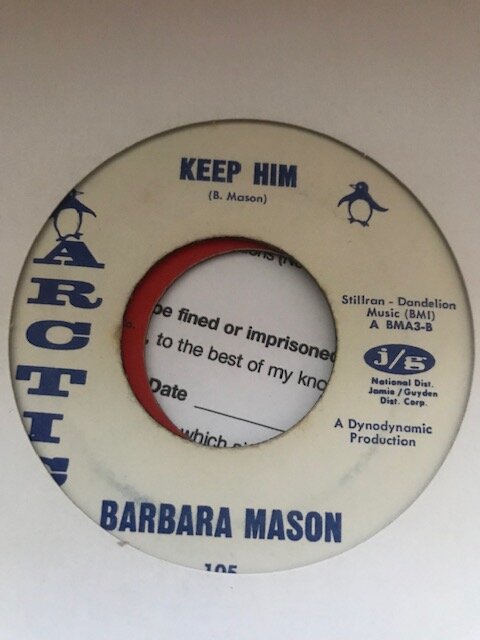 KEEP HIM
(B. Mason)
ARCTIC
Stillran - Dandelion
Music (BMI)
A BMA3-B
j/g
National Dist.
Jamie / Guyden
Dist. Corp.
A Dynodynamic
Production
be fined or imprisoned
, to the best of my kno
Date
which
BARBARA MASON
105